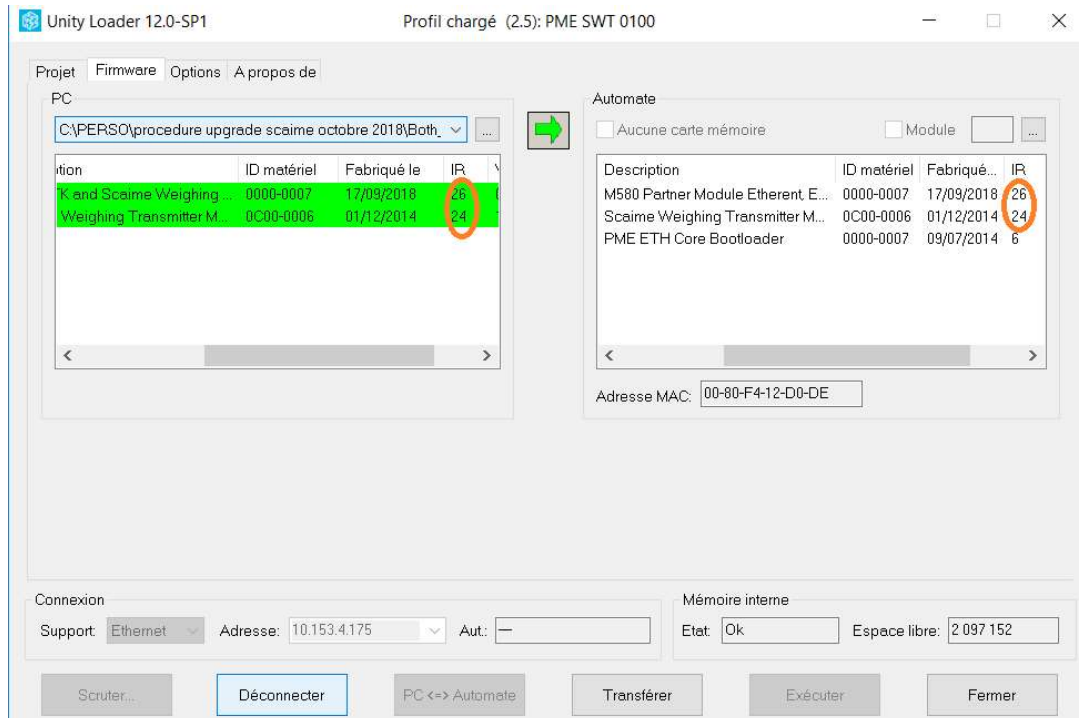 Unity Loader 12.0-SP1 Profil chargé (2.5): PME SWT 0100
Projet Firmware Options A propos de
PC
C:\PERSO\procedure upgrade scaime octobre 2018\Both_ ...
ID matériel Fabriqué le IR
K and Scaime Weighing ... 0000-0007 17/09/2018 26
Weighing Transmitter M... 0C00-0006 01/12/2014 24
Automate
Aucune carte mémoire Module ...
Description ID matériel Fabriqué... IR
M580 Partner Module Etherent, E... 0000-0007 17/09/2018 26
Scaime Weighing Transmitter M... 0C00-0006 01/12/2014 24
PME ETH Core Bootloader 0000-0007 09/07/2014 6
Adresse MAC: 00-80-F4-12-D0-DE
Connexion
Support: Ethernet Adresse: 10.153.4.175 Aut.: —
Mémoire interne
Etat: Ok Espace libre: 2 097 152
Scruter... Déconnecter PC <=> Automate Transférer Exécuter Fermer